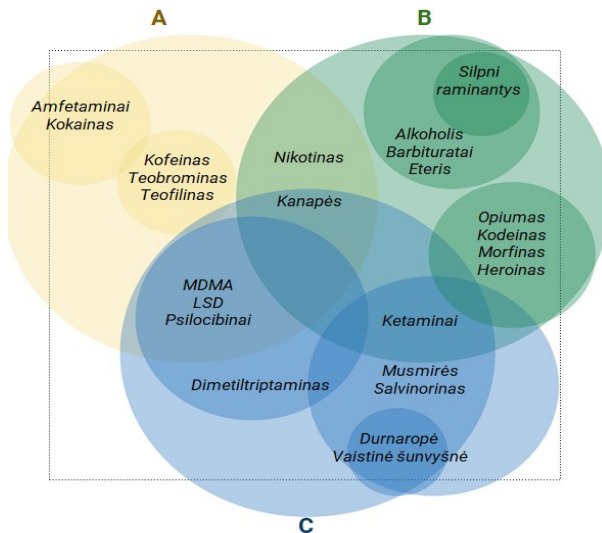 A
B
Silpni
raminantys
Amfetaminai
Kokainas
Alkoholis
Barbituratai
Eteris
Kofeinas
Teobrominas
Teofilinas
Nikotinas
Kanapės
Opiumas
Kodeinas
Morfinas
Heroinas
MDMA
LSD
Psilocibinai
Ketaminai
Dimetiltriptaminas
Musmirės
Salvinorinas
Durnaropė
Vaistinė šunvyšnė
C